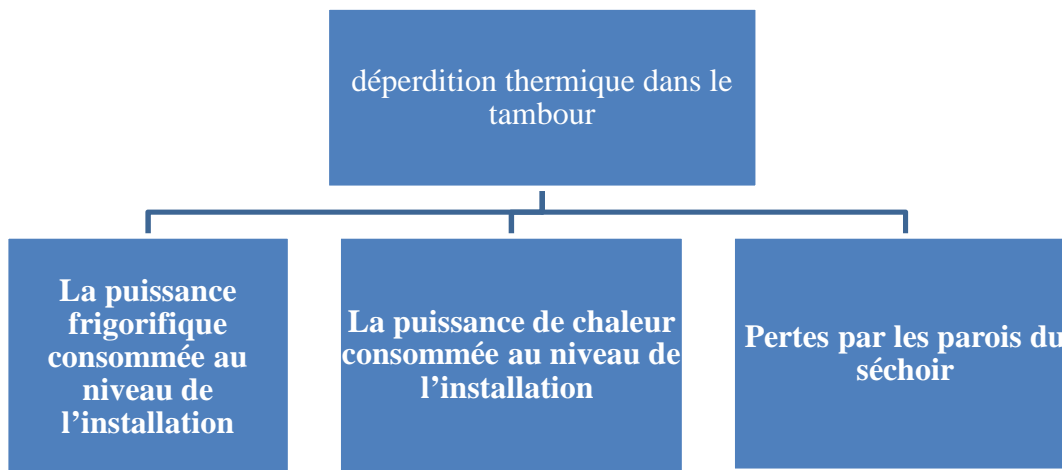 déperdition thermique dans le
tambour
La puissance
frigorifique
consommée au
niveau de
l'installation
La puissance de chaleur
consommée au niveau de
l'installation
Pertes par les parois du
séchoir